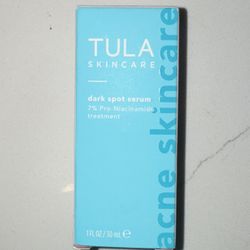 TULA
SKINCARE
dark spot serum
7% Pro-Niacinamide
treatment
1 FL OZ / 30 ml e
acne skincare